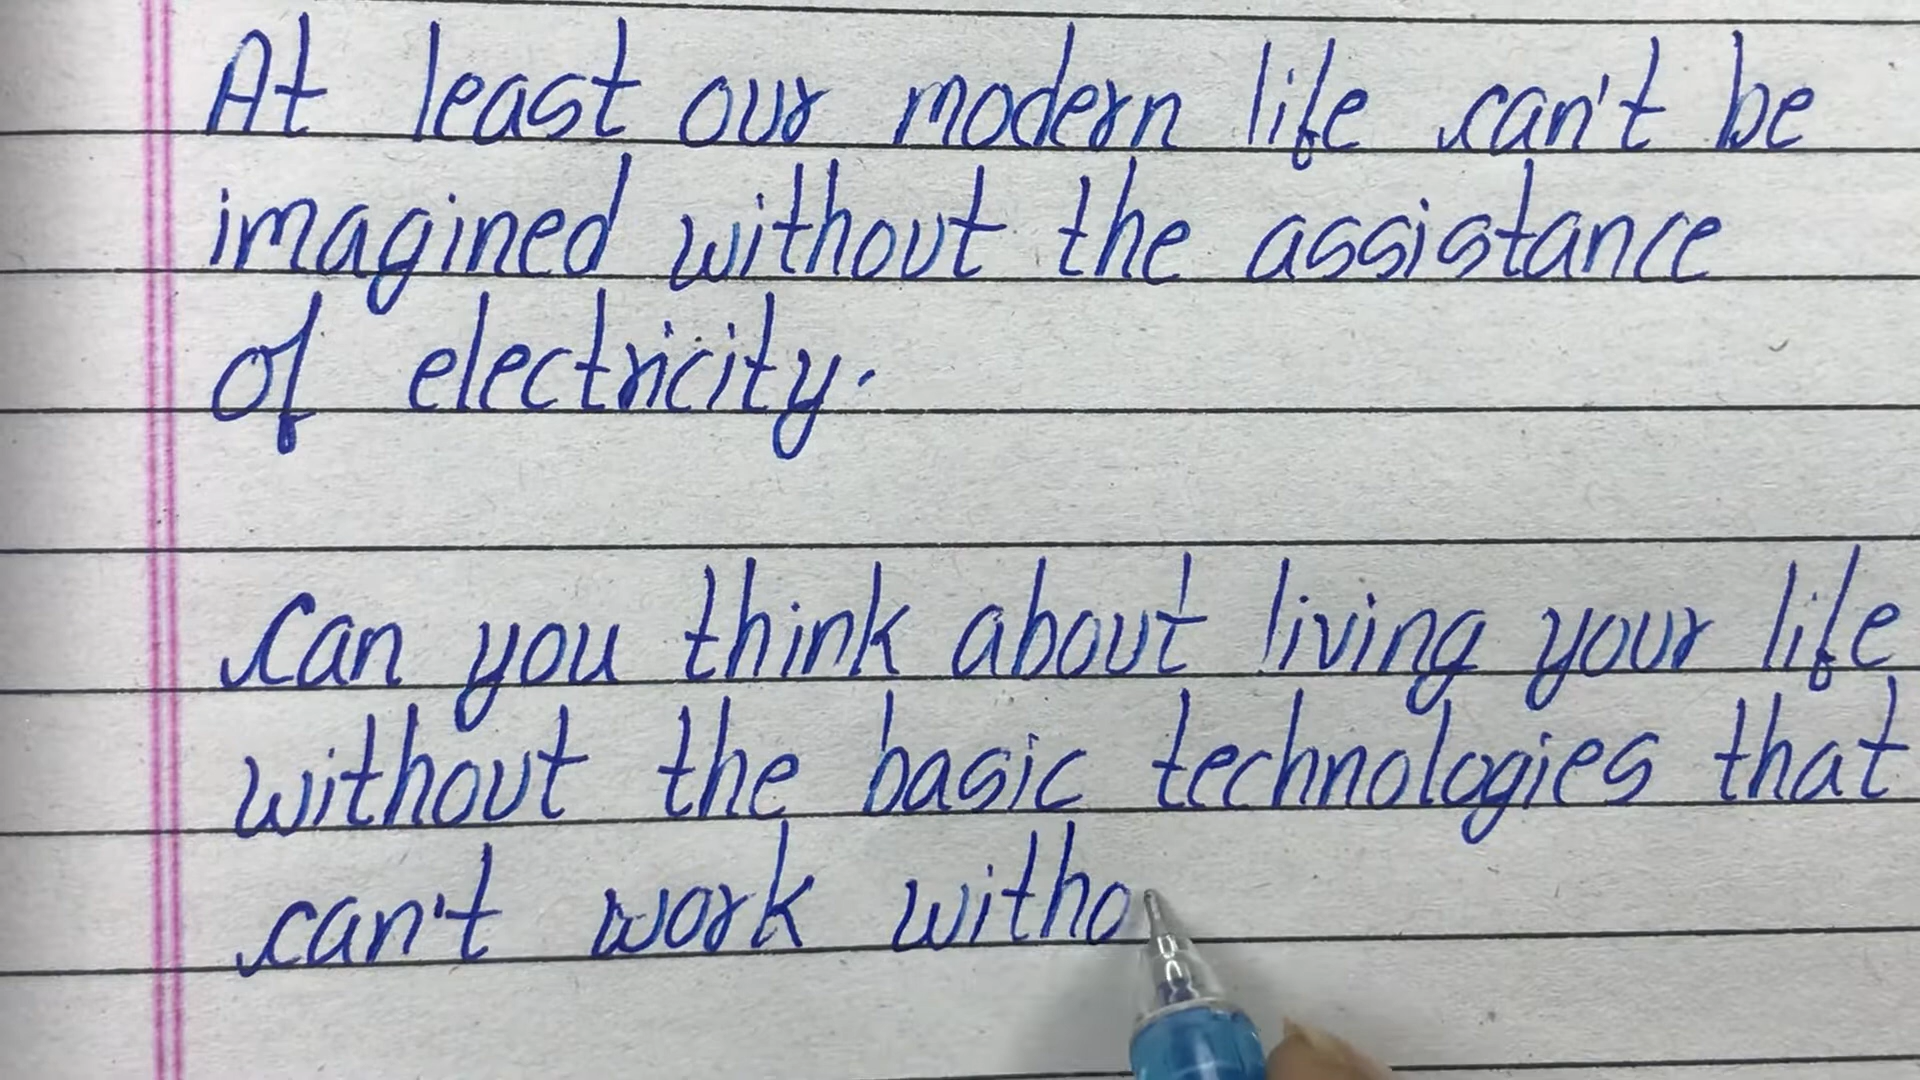 At least our modern life can't be
imagined without the assistance
of electricity.
Can you think about living your life
without the basic technologies that
can't work witho